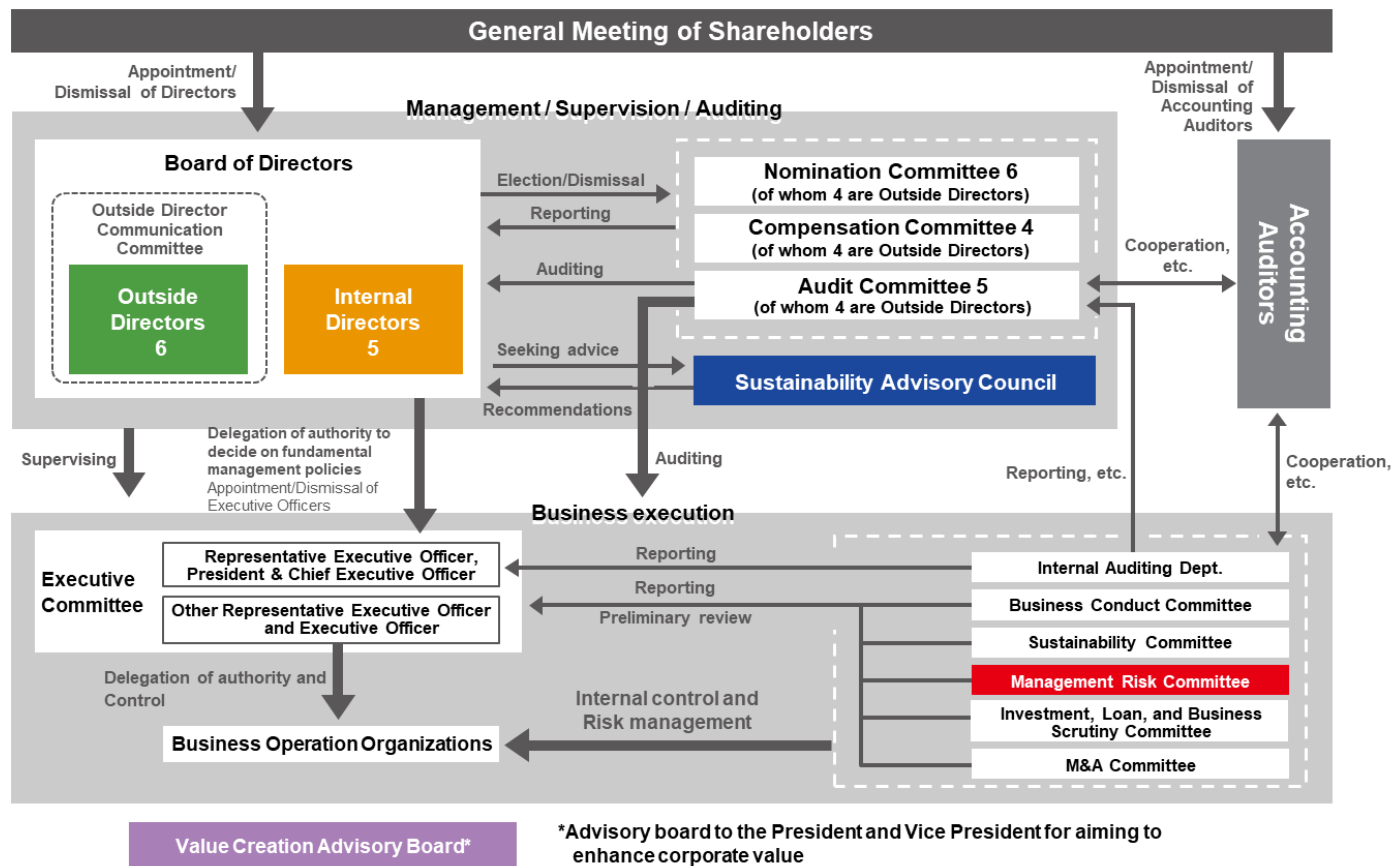 General Meeting of Shareholders
Appointment/
Dismissal of Directors
Appointment/
Dismissal of
Accounting
Auditors
Management / Supervision / Auditing
Board of Directors
Outside Director
Communication
Committee
Outside
Directors
6
Internal
Directors
5
Election/Dismissal
Reporting
Auditing
Seeking advice
Recommendations
Nomination Committee 6
(of whom 4 are Outside Directors)
Compensation Committee 4
(of whom 4 are Outside Directors)
Audit Committee 5
(of whom 4 are Outside Directors)
Sustainability Advisory Council
Cooperation,
etc.
Accounting
Auditors
Supervising
Delegation of authority to
decide on fundamental
management policies
Appointment/Dismissal of
Executive Officers
Auditing
Reporting, etc.
Cooperation,
etc.
Business execution
Executive
Committee
Representative Executive Officer,
President & Chief Executive Officer
Other Representative Executive Officer
and Executive Officer
Reporting
Reporting
Preliminary review
Internal Auditing Dept.
Business Conduct Committee
Sustainability Committee
Management Risk Committee
Investment, Loan, and Business
Scrutiny Committee
M&A Committee
Delegation of authority and
Control
Internal control and
Risk management
Business Operation Organizations
Value Creation Advisory Board*
*Advisory board to the President and Vice President for aiming to
enhance corporate value